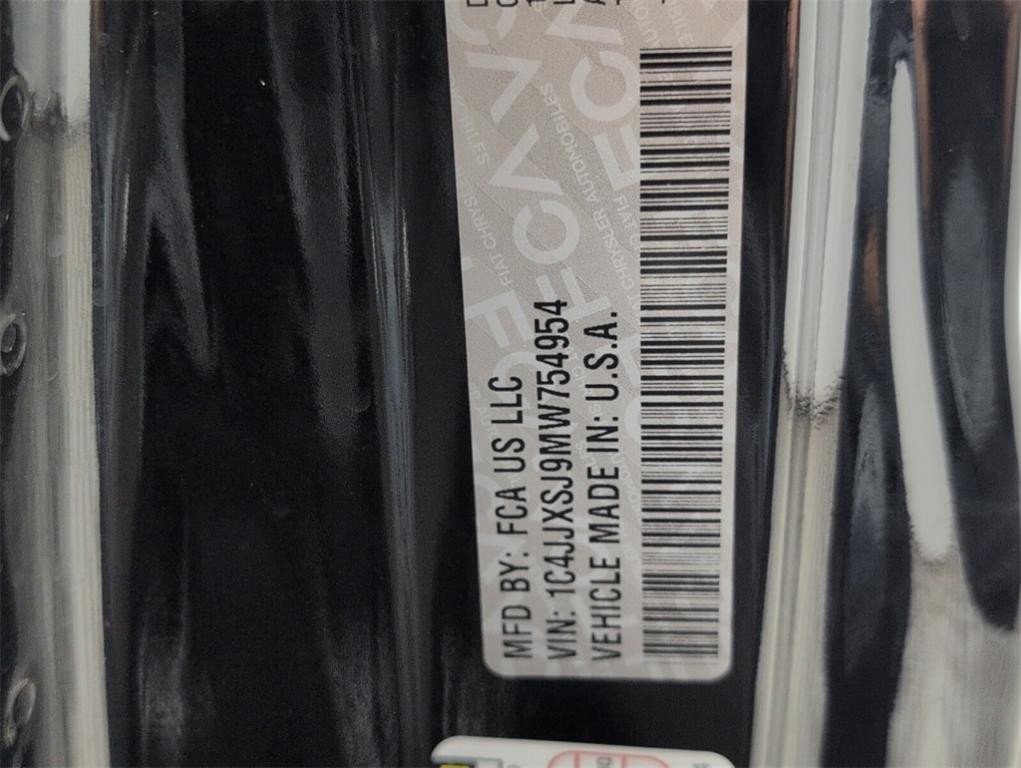 MFD BY: FCA US LLC
VIN: 1C4JJXSJ9MW754954
VEHICLE MADE IN: U.S.A.